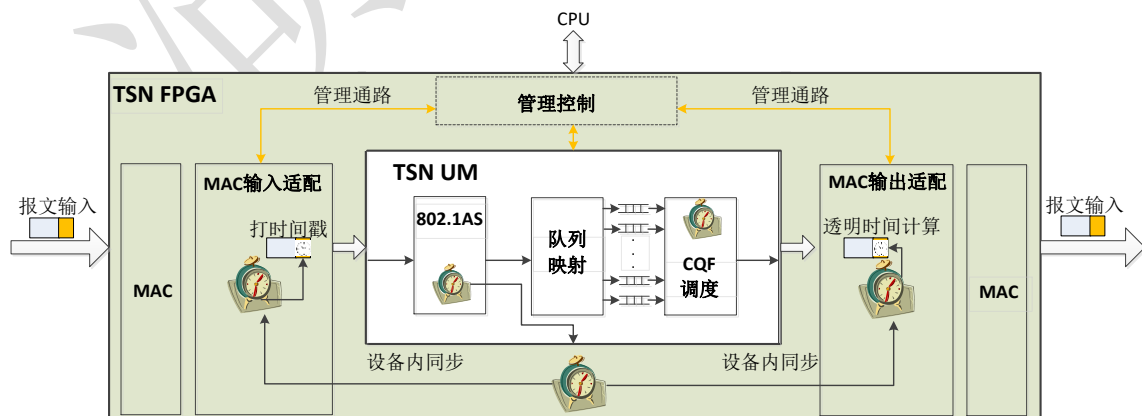 CPU
TSN FPGA
管理通路
管理控制
管理通路
MAC输入适配
TSN UM
MAC输出适配
报文输入
打时间戳
802.1AS
队列
映射
透明时间计算
报文输入
MAC
CQF
调度
MAC
设备内同步
设备内同步